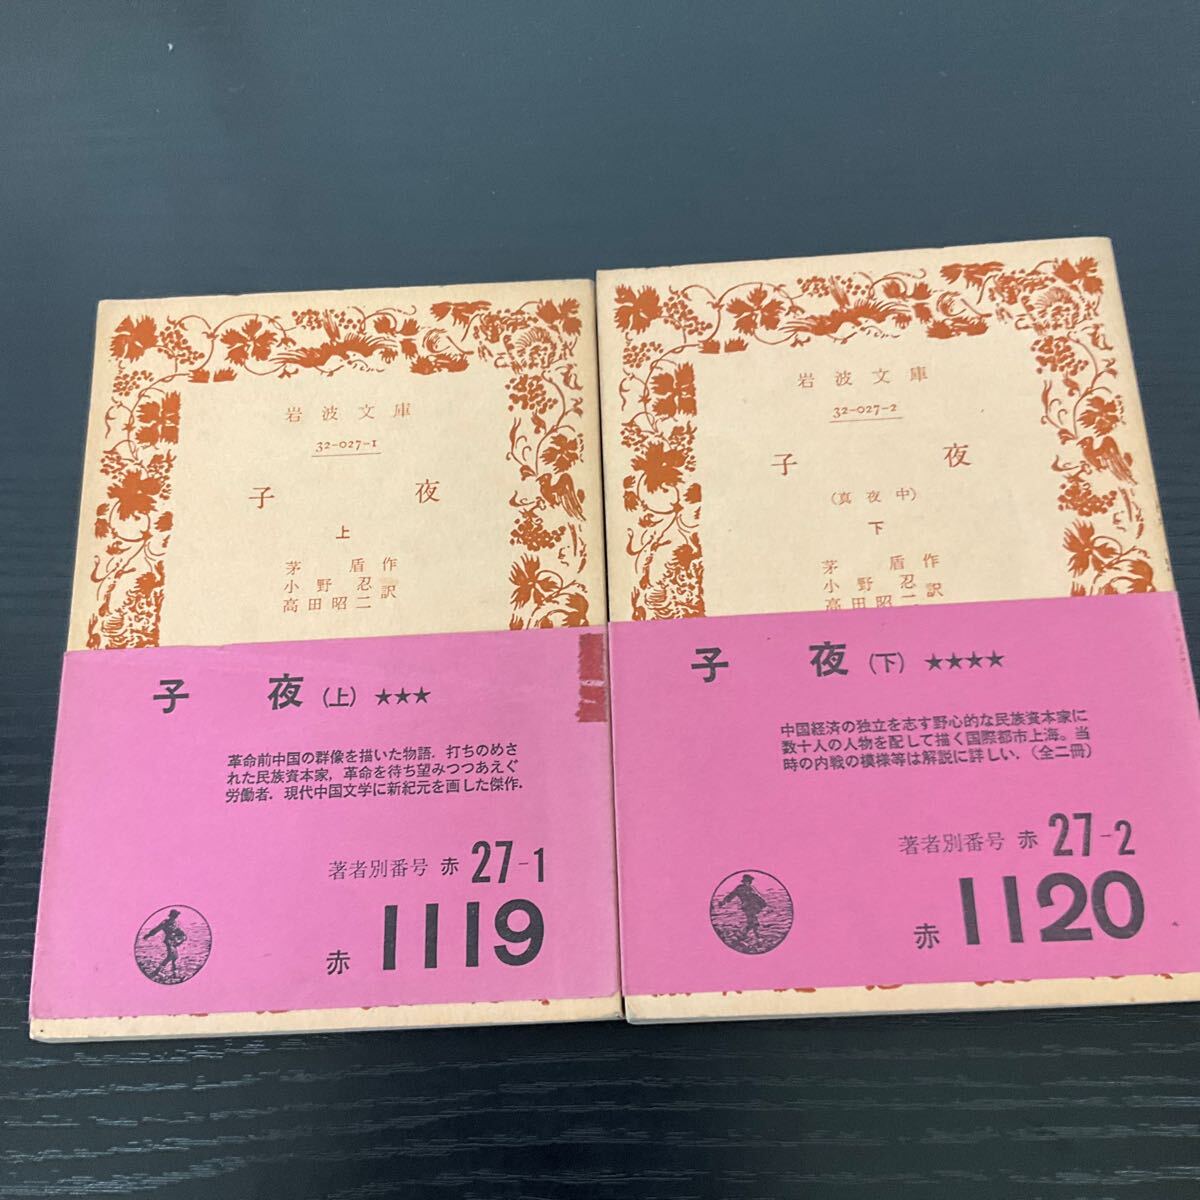 岩波文庫
32-027-1
子 夜
上
茅 盾 作
小野 忍
高田昭二 訳
子 夜(上)★★★
革命前中国の群像を描いた物語．打ちのめさ
れた民族資本家，革命を待ち望みつつあえぐ
労働者．現代中国文学に新紀元を画した傑作．
著者別番号 赤 27-1
赤 1119
岩波文庫
32-027-2
子 夜
(真夜中)
下
茅 盾 作
小野 忍
高田昭二 訳
子 夜(下)★★★★
中国経済の独立を志す野心的な民族資本家に
数十人の人物を配して描く国際都市上海。当
時の内戦の模様等は解説に詳しい．(全二冊)
著者別番号 赤 27-2
赤 1120